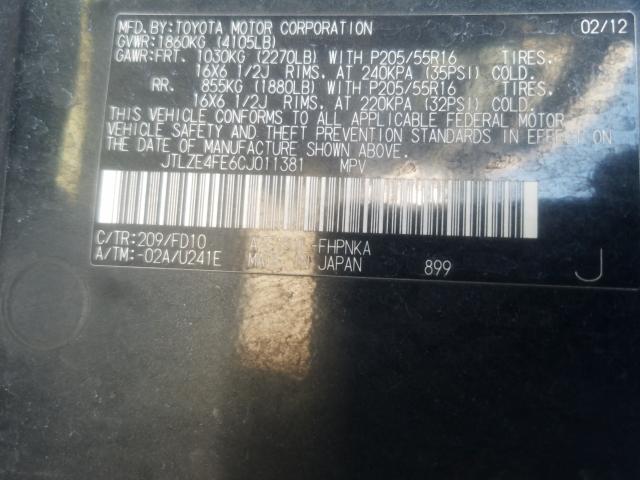 MFD.BY:TOYOTA MOTOR CORPORATION 02/12
GVWR:1860KG (4105LB)
GAWR:FRT. 1030KG (2270LB) WITH P205/55R16 TIRES.
16X6 1/2J RIMS. AT 240KPA (35PSI) COLD.
RR. 855KG (1880LB) WITH P205/55R16 TIRES.
16X6 1/2J RIMS. AT 220KPA (32PSI) COLD.
THIS VEHICLE CONFORMS TO ALL APPLICABLE FEDERAL MOTOR
VEHICLE SAFETY AND THEFT PREVENTION STANDARDS IN EFFECT ON
THE DATE OF MANUFACTURE SHOWN ABOVE.
JTLZE4FE6CJ011381 MPV
C/TR:209/FD10 -FHPNKA
A/TM:-02A/U241E MADE IN JAPAN 899 J